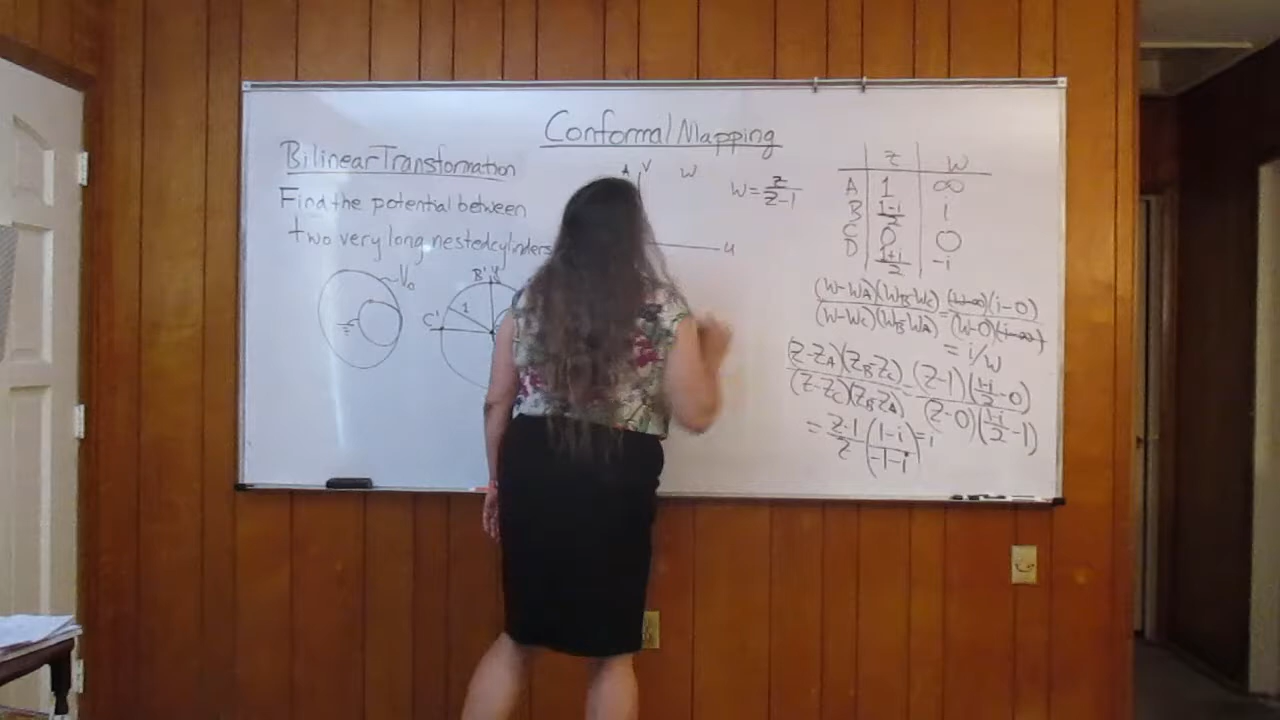 Conformal Mapping
Bilinear Transformation
Find the potential between
two very long nested cylinders
V₀
B' y
C'
1
A v w
u
w = z/(z-1)
z w
A 1 ∞
B (1-i)/2 i
C 0 0
D (1+i)/2 -i
(w-w_A)(w_B-w_C)/(w-w_C)(w_B-w_A) = (w-∞)(i-0)/(w-0)(i-∞)
= i/w
(z-z_A)(z_B-z_C)/(z-z_C)(z_B-z_A) = (z-1)((1-i)/2-0)/(z-0)((1-i)/2-1)
= (z-1)/z ((1-i)/(-1-i)) = i